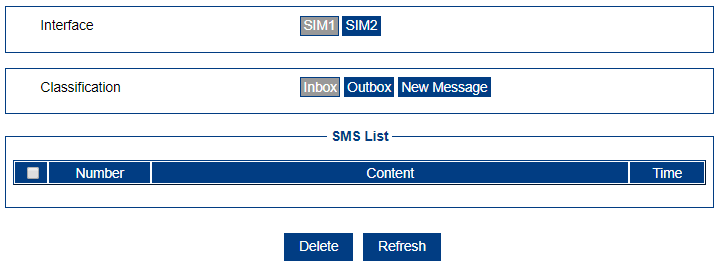 Interface SIM1 SIM2
Classification Inbox Outbox New Message
SMS List
Number Content Time
Delete Refresh